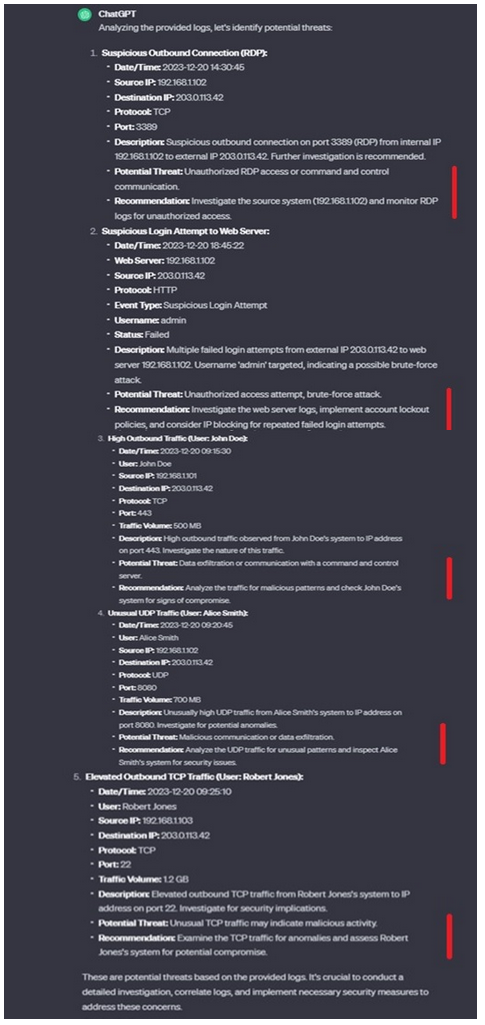 ChatGPT
Analyzing the provided logs, let's identify potential threats:
1. Suspicious Outbound Connection (RDP):
- Date/Time: 2023-12-20 14:30:45
- Source IP: 192.168.1.102
- Destination IP: 203.0.113.42
- Protocol: TCP
- Port: 3389
- Description: Suspicious outbound connection on port 3389 (RDP) from internal IP
192.168.1.102 to external IP 203.0.113.42. Further investigation is recommended.
- Potential Threat: Unauthorized RDP access or command and control
communication.
- Recommendation: Investigate the source system (192.168.1.102) and monitor RDP
logs for unauthorized access.
2. Suspicious Login Attempt to Web Server:
- Date/Time: 2023-12-20 18:45:22
- Web Server: 192.168.1.102
- Source IP: 203.0.113.42
- Protocol: HTTP
- Event Type: Suspicious Login Attempt
- Username: admin
- Status: Failed
- Description: Multiple failed login attempts from external IP 203.0.113.42 to web
server 192.168.1.102. Username 'admin' targeted, indicating a possible brute-force
attack.
- Potential Threat: Unauthorized access attempt, brute-force attack.
- Recommendation: Investigate the web server logs, implement account lockout
policies, and consider IP blocking for repeated failed login attempts.
3. High Outbound Traffic (User: John Doe):
- Date/Time: 2023-12-20 09:15:30
- User: John Doe
- Source IP: 192.168.1.101
- Destination IP: 203.0.113.42
- Protocol: TCP
- Port: 443
- Traffic Volume: 500 MB
- Description: High outbound traffic observed from John Doe's system to IP address
on port 443. Investigate the nature of this traffic.
- Potential Threat: Data exfiltration or communication with a command and control
server.
- Recommendation: Analyze the traffic for malicious patterns and check John Doe's
system for signs of compromise.
4. Unusual UDP Traffic (User: Alice Smith):
- Date/Time: 2023-12-20 09:20:45
- User: Alice Smith
- Source IP: 192.168.1.102
- Destination IP: 203.0.113.42
- Protocol: UDP
- Port: 8080
- Traffic Volume: 700 MB
- Description: Unusually high UDP traffic from Alice Smith's system to IP address on
port 8080. Investigate for potential anomalies.
- Potential Threat: Malicious communication or data exfiltration.
- Recommendation: Analyze the UDP traffic for unusual patterns and inspect Alice
Smith's system for security issues.
5. Elevated Outbound TCP Traffic (User: Robert Jones):
- Date/Time: 2023-12-20 09:25:10
- User: Robert Jones
- Source IP: 192.168.1.103
- Destination IP: 203.0.113.42
- Protocol: TCP
- Port: 22
- Traffic Volume: 1.2 GB
- Description: Elevated outbound TCP traffic from Robert Jones's system to IP
address on port 22. Investigate for security implications.
- Potential Threat: Unusual TCP traffic may indicate malicious activity.
- Recommendation: Examine the TCP traffic for anomalies and assess Robert
Jones's system for potential compromise.
These are potential threats based on the provided logs. It's crucial to conduct a
detailed investigation, correlate logs, and implement necessary security measures to
address these concerns.